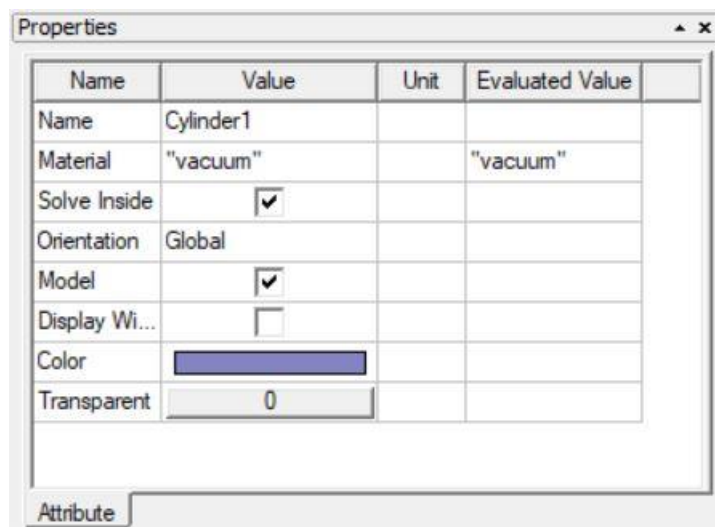 Properties
Name Value Unit Evaluated Value
Name Cylinder1
Material "vacuum" "vacuum"
Solve Inside
Orientation Global
Model
Display Wi...
Color
Transparent 0
Attribute